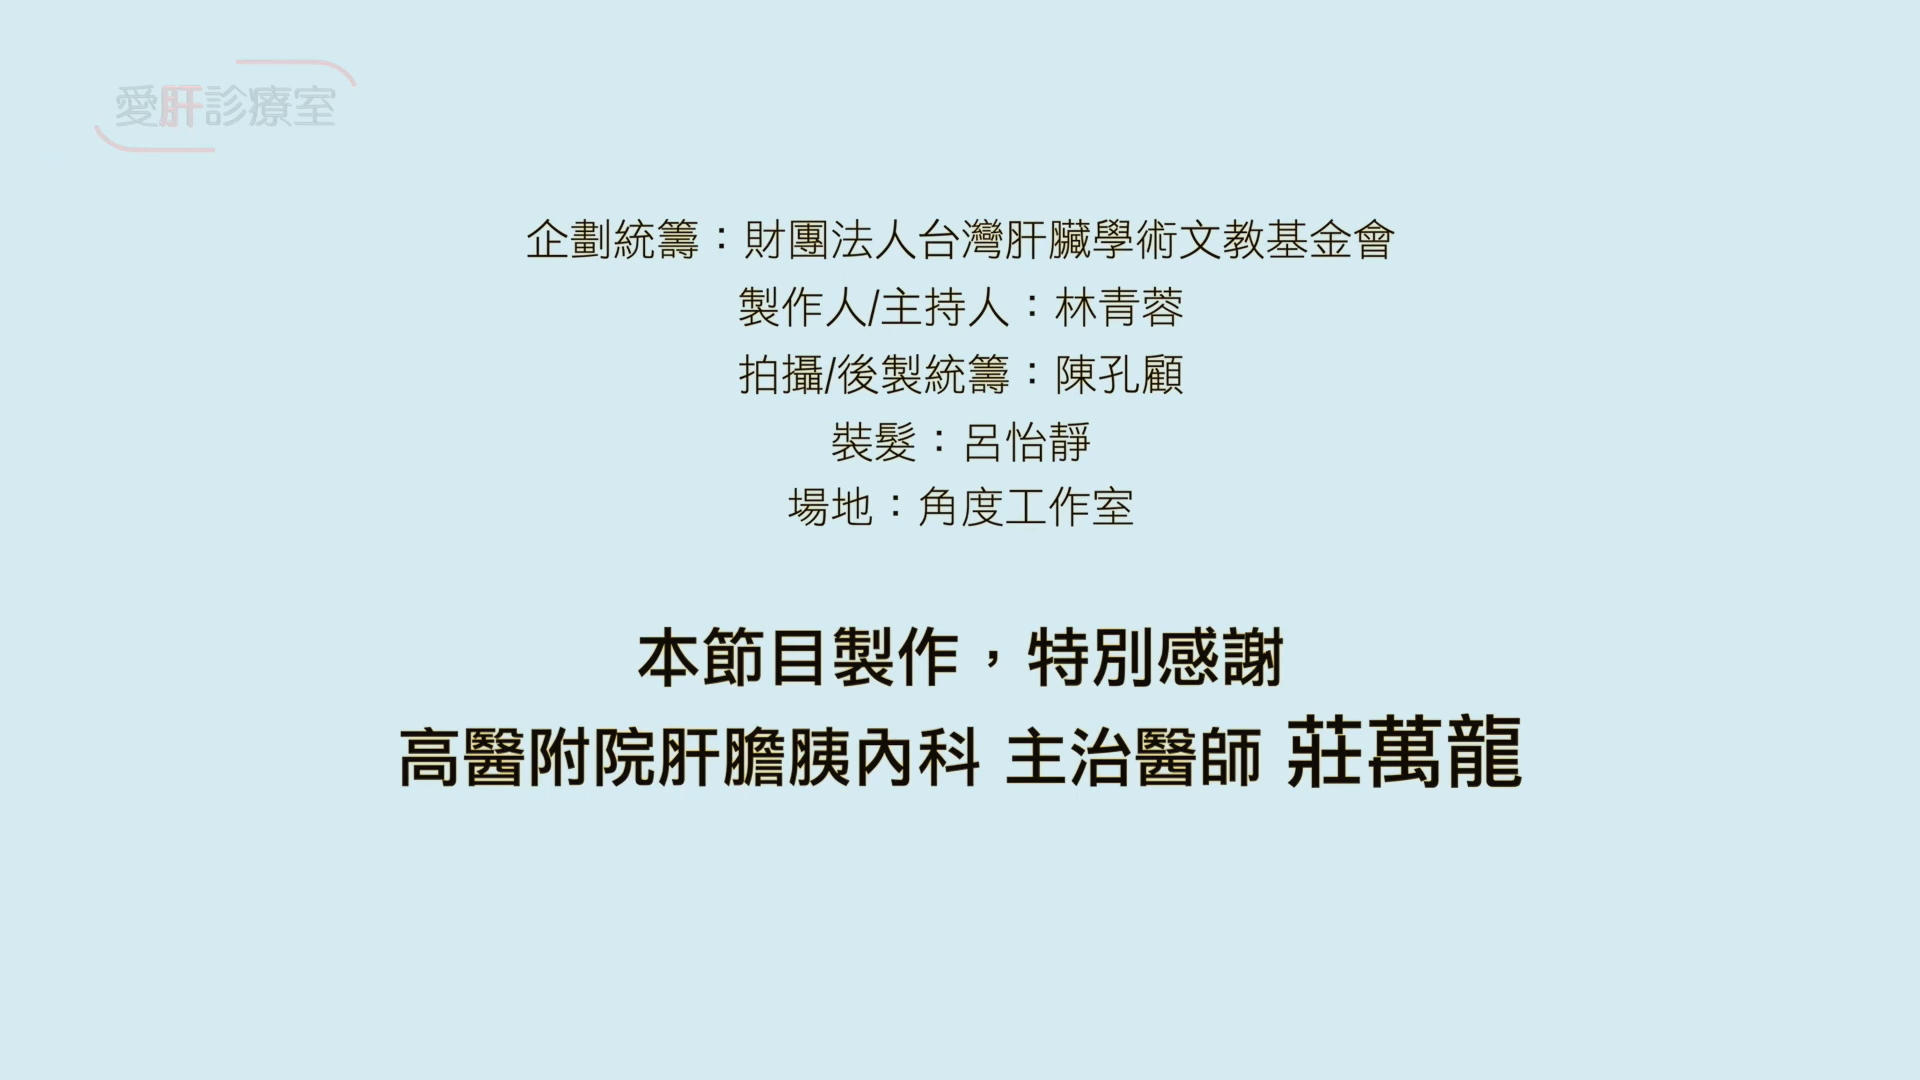 愛肝診療室
企劃統籌：財團法人台灣肝臟學術文教基金會
製作人/主持人：林青蓉
拍攝/後製統籌：陳孔顧
裝髮：呂怡靜
場地：角度工作室
本節目製作，特別感謝
高醫附院肝膽胰內科 主治醫師 莊萬龍